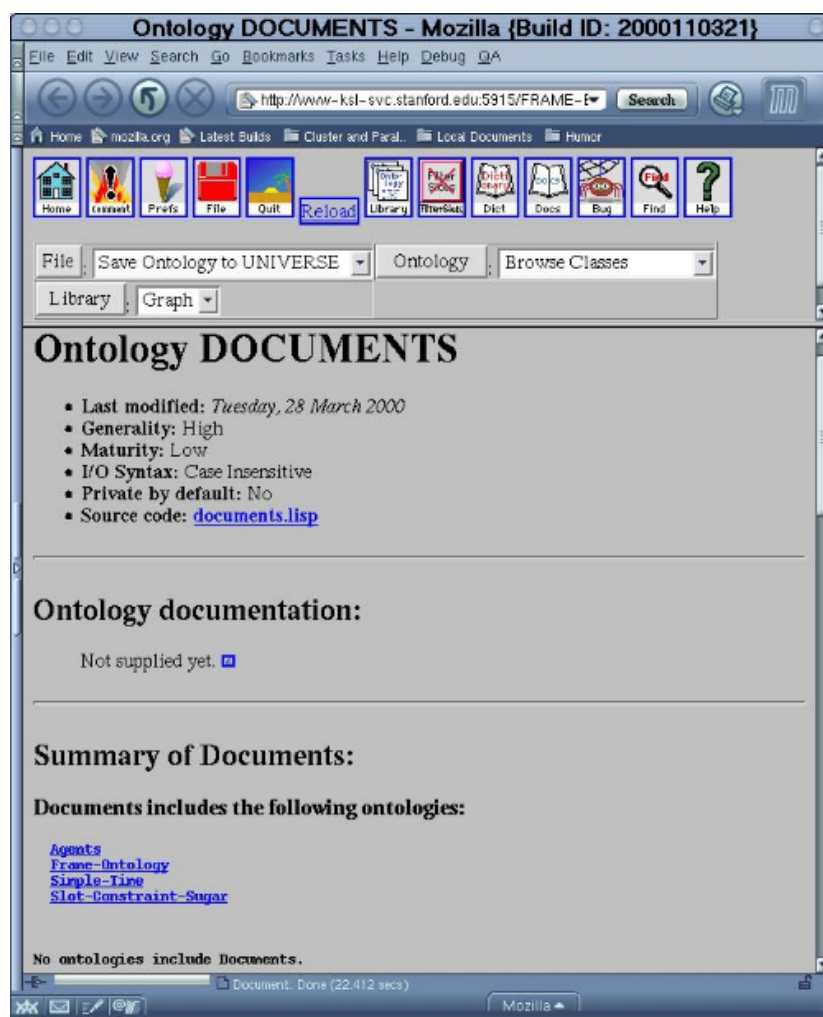 Ontology DOCUMENTS - Mozilla {Build ID: 2000110321}
File Edit View Search Go Bookmarks Tasks Help Debug QA
http://www-ksl-svc.stanford.edu:5915/FRAME-E Search
Home mozilla.org Latest Builds Cluster and Paral.. Local Documents Humor
Home Comment Prefs File Quit Reload Library Dict Docs Bug Find Help
File : Save Ontology to UNIVERSE Ontology : Browse Classes
Library : Graph
Ontology DOCUMENTS
• Last modified: Tuesday, 28 March 2000
• Generality: High
• Maturity: Low
• I/O Syntax: Case Insensitive
• Private by default: No
• Source code: documents.lisp
Ontology documentation:
Not supplied yet.
Summary of Documents:
Documents includes the following ontologies:
Agents
Frame-Ontology
Simple-Time
Slot-Constraint-Sugar
No ontologies include Documents.
Document: Done (22.412 secs)
Mozilla